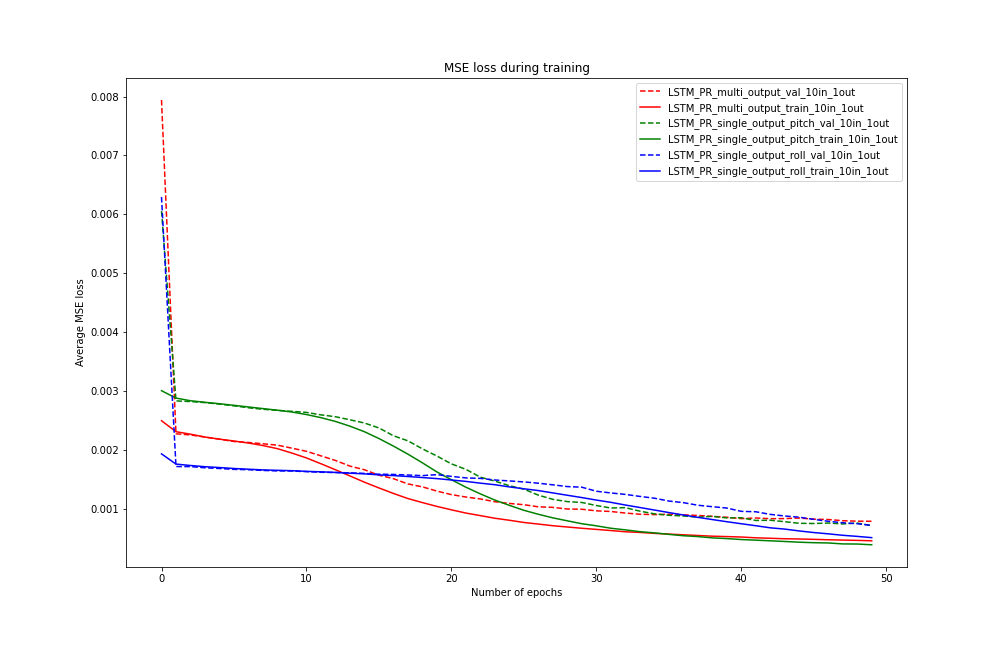 MSE loss during training
LSTM_PR_multi_output_val_10in_1out
LSTM_PR_multi_output_train_10in_1out
LSTM_PR_single_output_pitch_val_10in_1out
LSTM_PR_single_output_pitch_train_10in_1out
LSTM_PR_single_output_roll_val_10in_1out
LSTM_PR_single_output_roll_train_10in_1out
Average MSE loss
0.008
0.007
0.006
0.005
0.004
0.003
0.002
0.001
0 10 20 30 40 50
Number of epochs